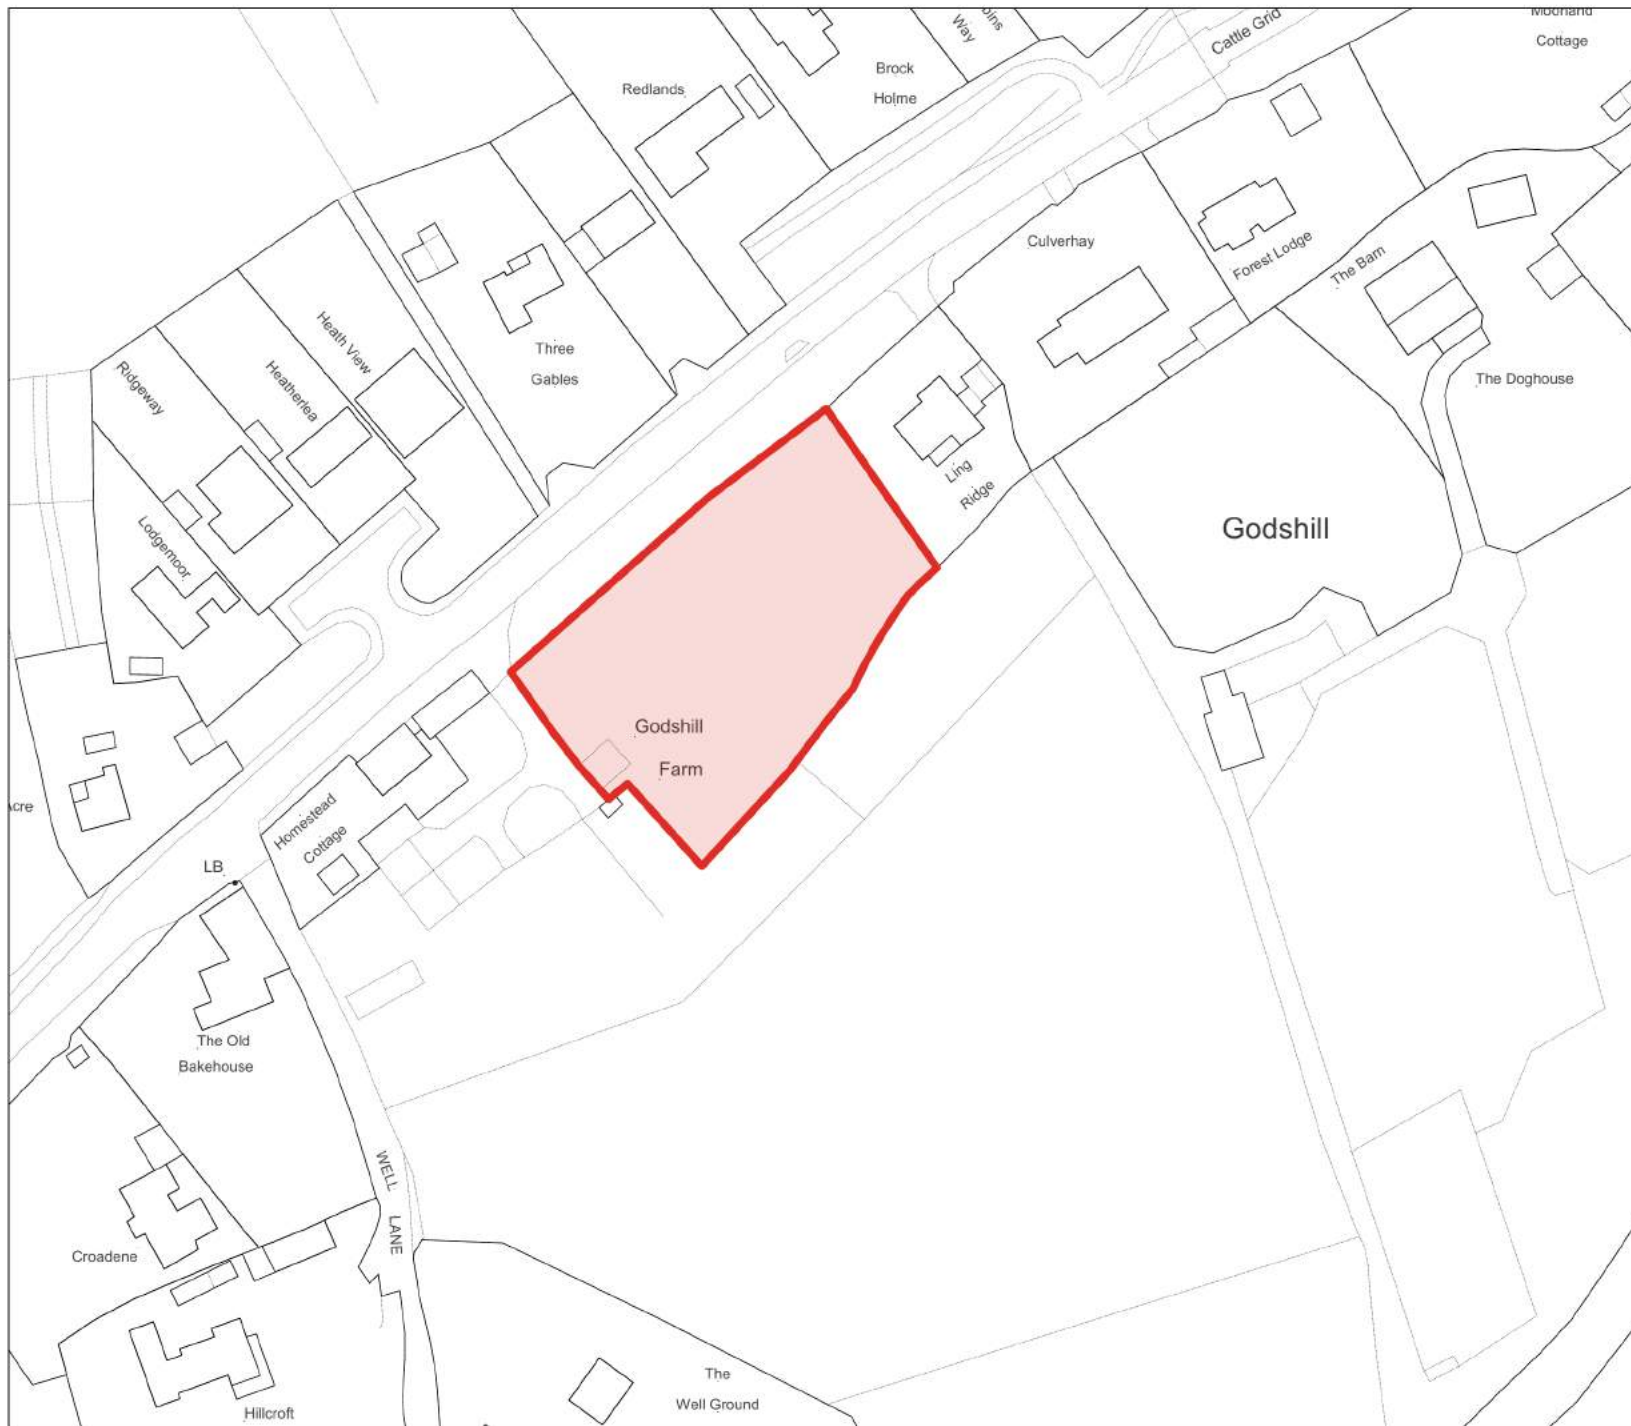 Moorland
Cottage
Cattle Grid
Way
Brock
Holme
Redlands
Culverhay
Forest Lodge
The Barn
The Doghouse
Three
Gables
Heath View
Heatherlea
Ridgeway
Lodgemoor
Ling
Ridge
Godshill
Godshill
Farm
Homestead
Cottage
LB
The Old
Bakehouse
WELL
LANE
Croadene
Hillcroft
The
Well Ground